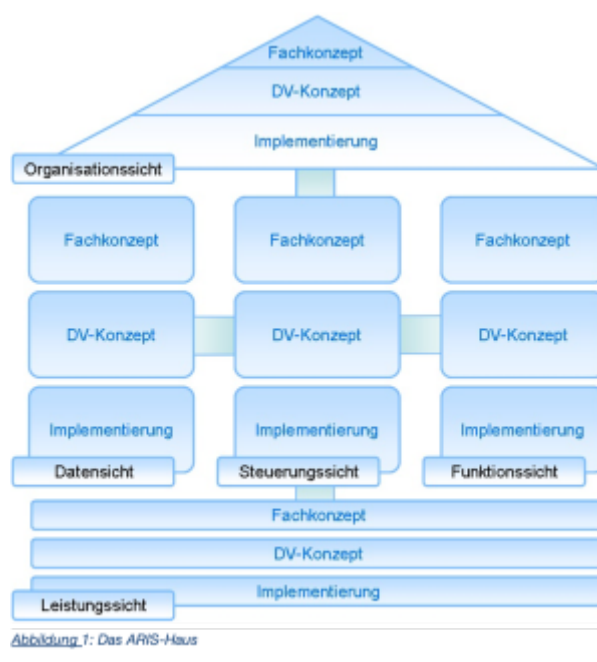 Fachkonzept
DV-Konzept
Implementierung
Organisationssicht
Fachkonzept Fachkonzept Fachkonzept
DV-Konzept DV-Konzept DV-Konzept
Implementierung Implementierung Implementierung
Datensicht Steuerungssicht Funktionssicht
Fachkonzept
DV-Konzept
Implementierung
Leistungssicht
Abbildung 1: Das ARIS-Haus